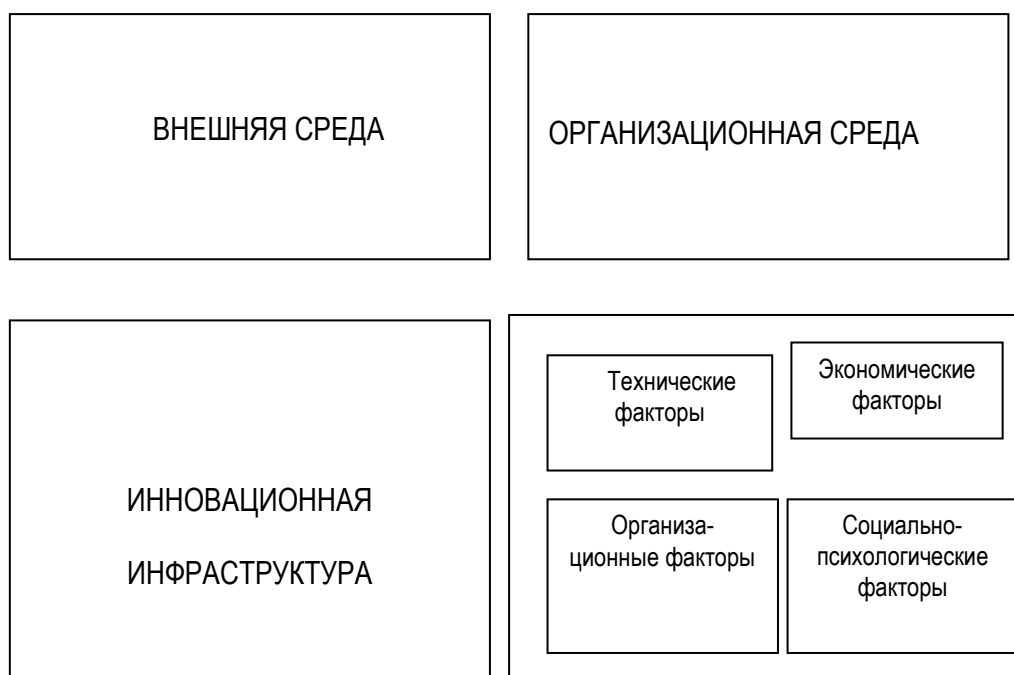 ВНЕШНЯЯ СРЕДА
ОРГАНИЗАЦИОННАЯ СРЕДА
ИННОВАЦИОННАЯ
ИНФРАСТРУКТУРА
Технические
факторы
Экономические
факторы
Организа-
ционные факторы
Социально-
психологические
факторы